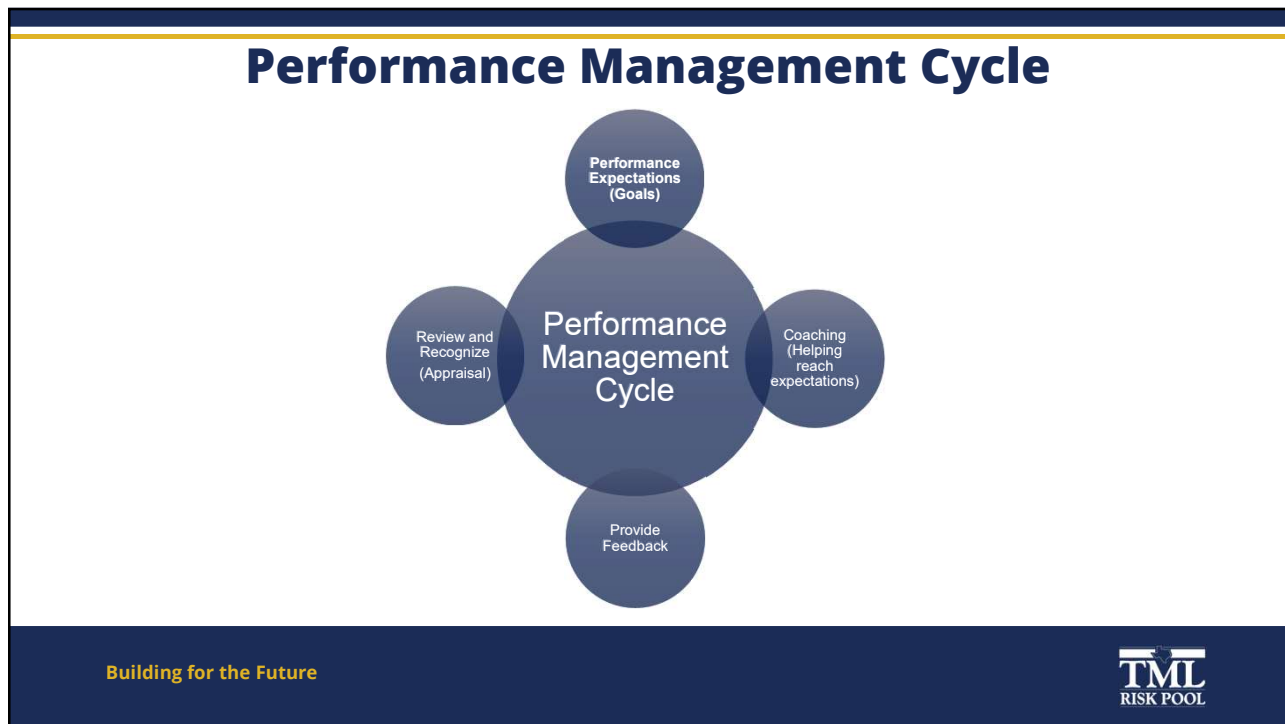 Performance Management Cycle
Performance
Expectations
(Goals)
Performance
Management
Cycle
Coaching
(Helping
reach
expectations)
Provide
Feedback
Review and
Recognize
(Appraisal)
Building for the Future
TML
RISK POOL